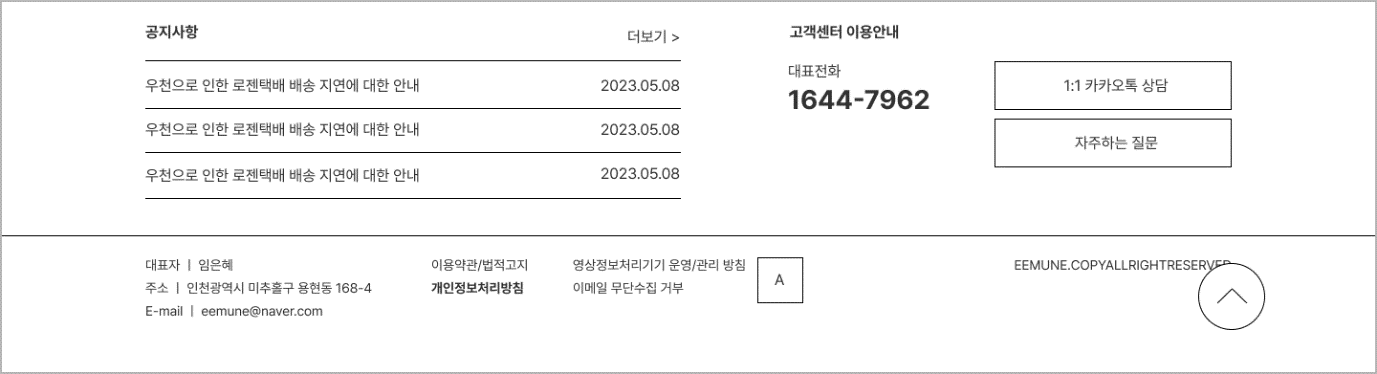 공지사항
더보기 >
우천으로 인한 로젠택배 배송 지연에 대한 안내 2023.05.08
우천으로 인한 로젠택배 배송 지연에 대한 안내 2023.05.08
우천으로 인한 로젠택배 배송 지연에 대한 안내 2023.05.08
고객센터 이용안내
대표전화
1644-7962
1:1 카카오톡 상담
자주하는 질문
대표자 ㅣ 임은혜
주소 ㅣ 인천광역시 미추홀구 용현동 168-4
E-mail ㅣ eemune@naver.com
이용약관/법적고지
개인정보처리방침
영상정보처리기기 운영/관리 방침
이메일 무단수집 거부
A
EEMUNE.COPYALLRIGHTRESERVED